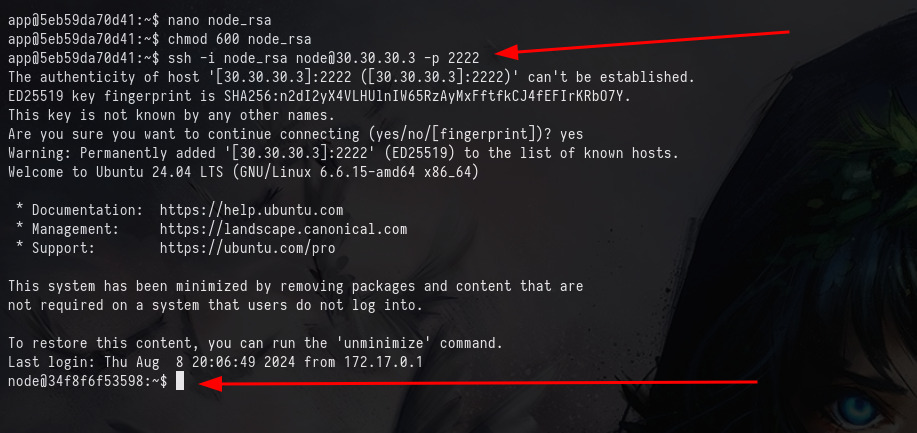 app@5eb59da70d41:~$ nano node_rsa
app@5eb59da70d41:~$ chmod 600 node_rsa
app@5eb59da70d41:~$ ssh -i node_rsa node@30.30.30.3 -p 2222
The authenticity of host '[30.30.30.3]:2222 ([30.30.30.3]:2222)' can't be established.
ED25519 key fingerprint is SHA256:n2dI2yX4VLHUlnIW65RzAyMxFftfkCJ4fEFIrKRbO7Y.
This key is not known by any other names.
Are you sure you want to continue connecting (yes/no/[fingerprint])? yes
Warning: Permanently added '[30.30.30.3]:2222' (ED25519) to the list of known hosts.
Welcome to Ubuntu 24.04 LTS (GNU/Linux 6.6.15-amd64 x86_64)
* Documentation:  https://help.ubuntu.com
* Management:     https://landscape.canonical.com
* Support:        https://ubuntu.com/pro
This system has been minimized by removing packages and content that are
not required on a system that users do not log into.
To restore this content, you can run the 'unminimize' command.
Last login: Thu Aug  8 20:06:49 2024 from 172.17.0.1
node@34f8f6f53598:~$